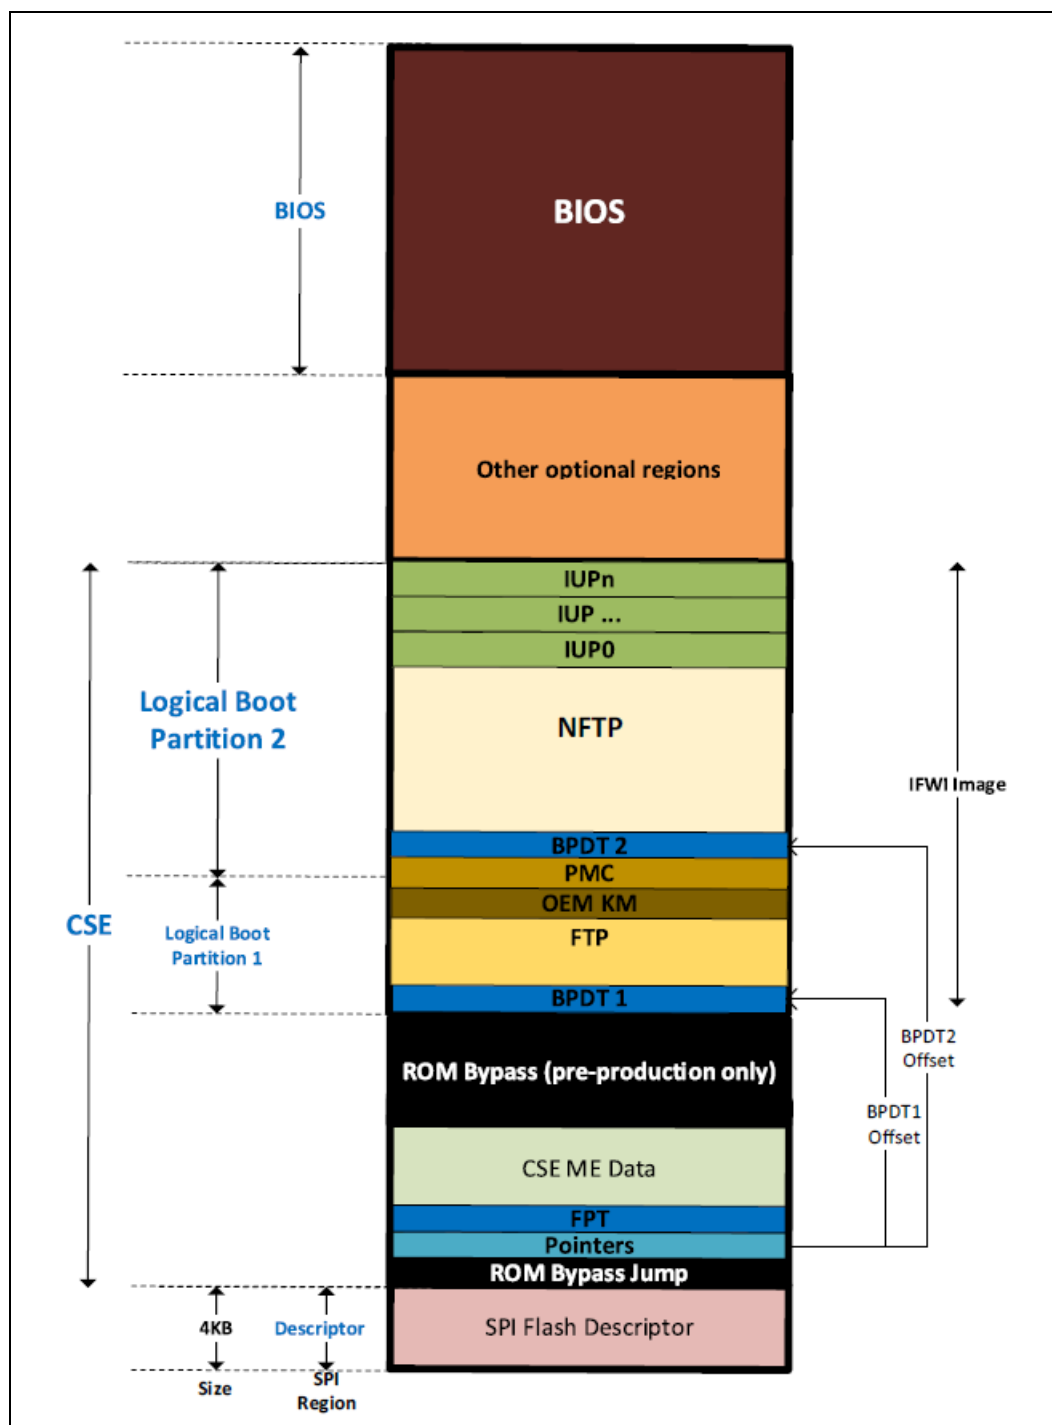 BIOS
BIOS
Other optional regions
IUPn
IUP ...
IUP0
Logical Boot
Partition 2
NFTP
IFWI Image
BPDT 2
PMC
OEM KM
CSE
Logical Boot
Partition 1
FTP
BPDT 1
BPDT2
Offset
ROM Bypass (pre-production only)
BPDT1
Offset
CSE ME Data
FPT
Pointers
ROM Bypass Jump
4KB
Descriptor
SPI Flash Descriptor
Size
SPI
Region